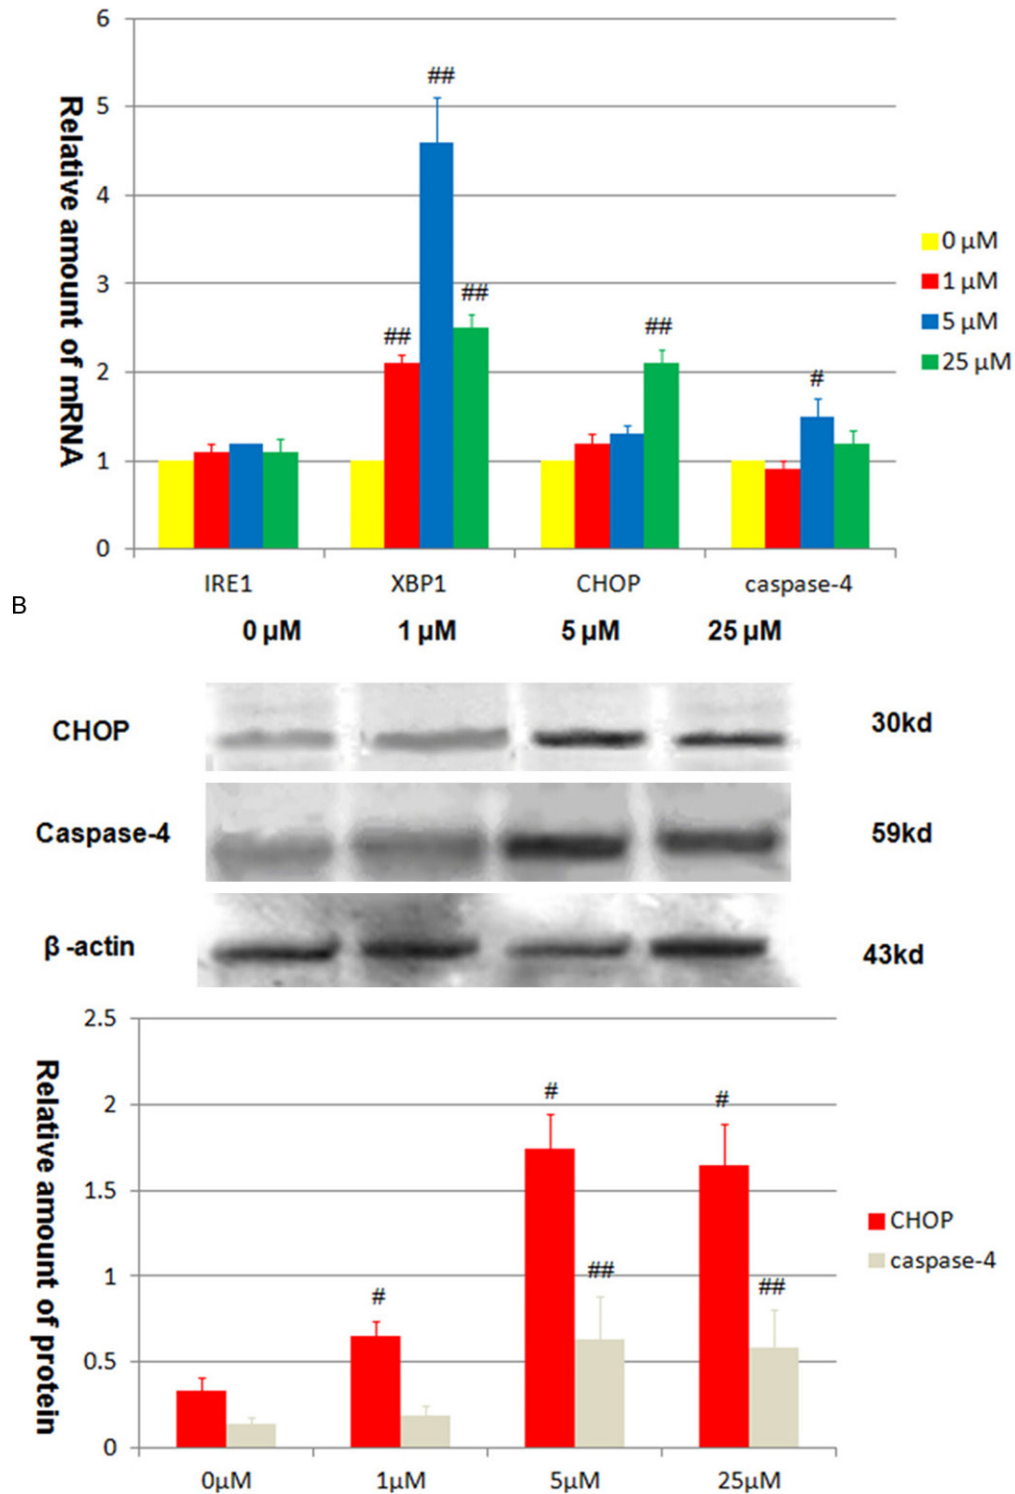 6
5
4
3
2
1
0
Relative amount of mRNA
##
##
##
##
#
0 µM
1 µM
5 µM
25 µM
IRE1 XBP1 CHOP caspase-4
B
0 µM 1 µM 5 µM 25 µM
CHOP 30kd
Caspase-4 59kd
β -actin 43kd
2.5
2
1.5
1
0.5
0
Relative amount of protein
#
#
##
#
##
CHOP
caspase-4
0µM 1µM 5µM 25µM